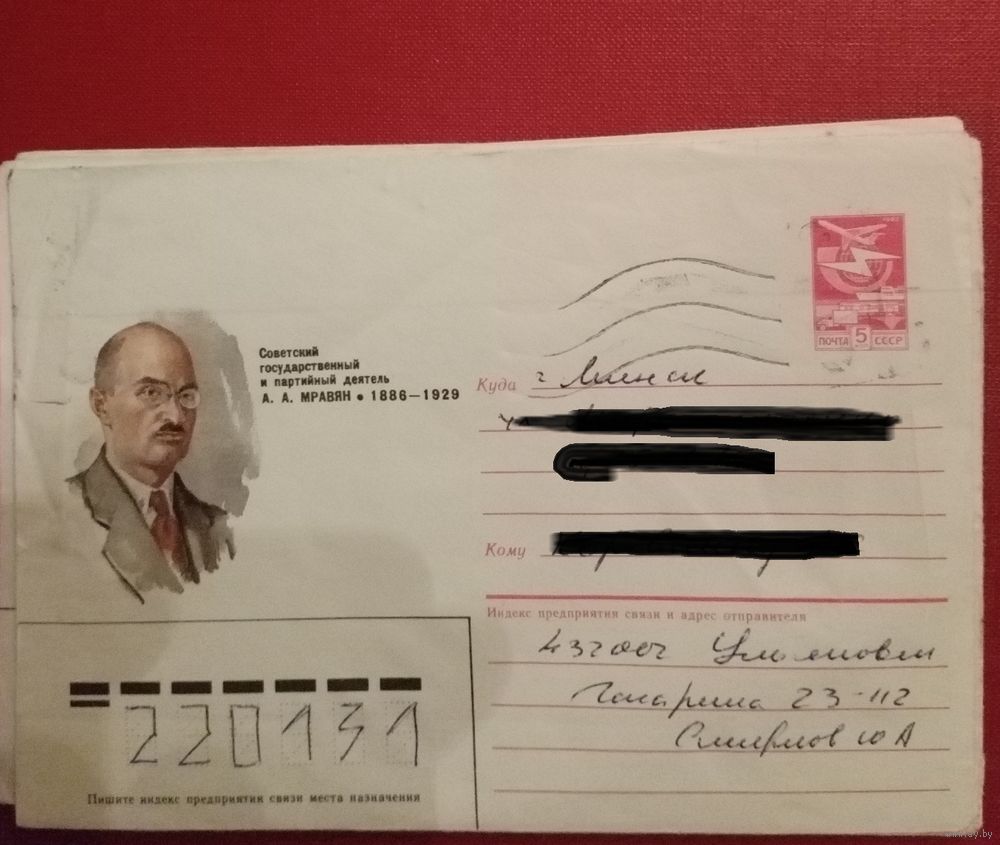 Советский
государственный
и партийный деятель
А. А. МРАВЯН • 1886—1929
1982
ПОЧТА 5 СССР
Куда г Минск
Кому
Индекс предприятия связи и адрес отправителя
Ульяновск
Гагарина 23-112
Смирнов Ю А
220131
Пишите индекс предприятия связи места назначения